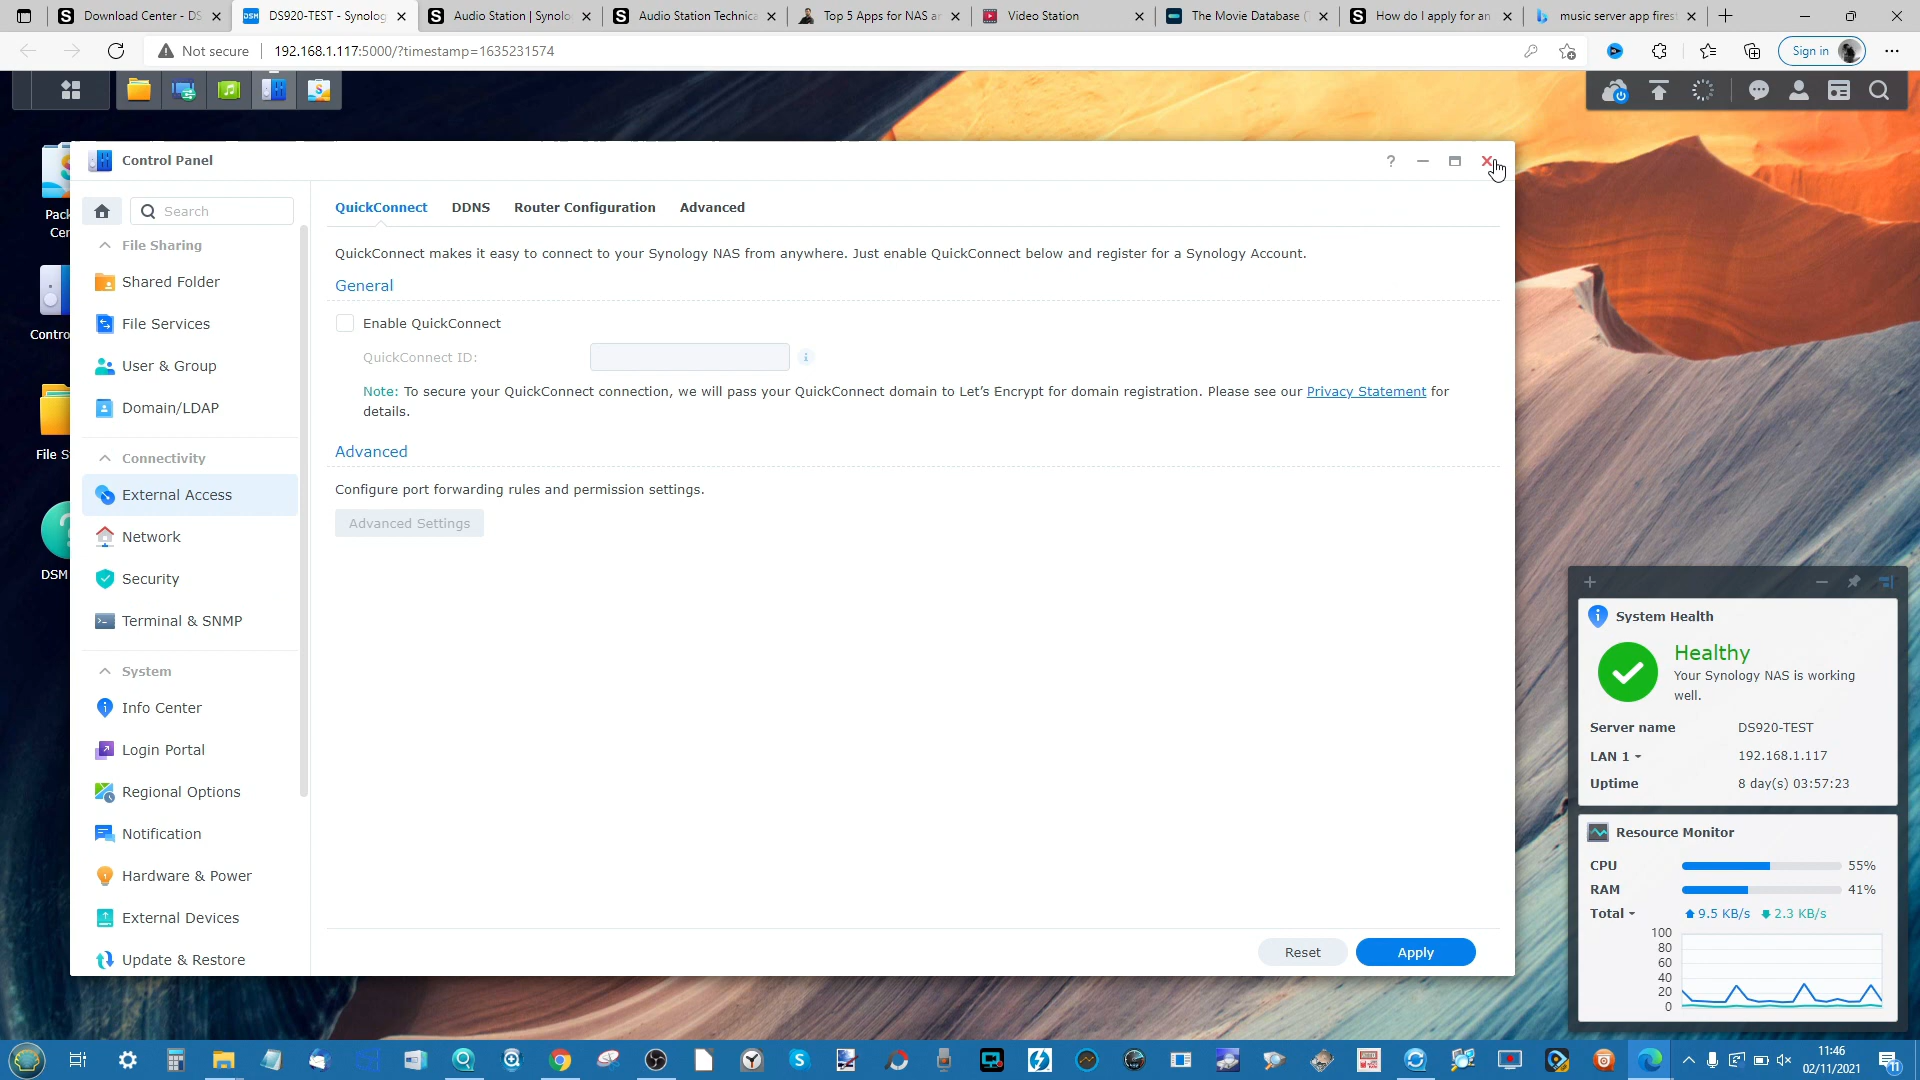 Download Center - DS
DS920-TEST - Synolog
Audio Station | Synolo
Audio Station Technica
Top 5 Apps for NAS ar
Video Station
The Movie Database (
How do I apply for an
music server app fires
Not secure
192.168.1.117:5000/?timestamp=1635231574
Sign in
Pack
Cen
Contro
File S
DSM
Control Panel
?
Search
File Sharing
Shared Folder
File Services
User & Group
Domain/LDAP
Connectivity
External Access
Network
Security
Terminal & SNMP
System
Info Center
Login Portal
Regional Options
Notification
Hardware & Power
External Devices
Update & Restore
QuickConnect DDNS Router Configuration Advanced
QuickConnect makes it easy to connect to your Synology NAS from anywhere. Just enable QuickConnect below and register for a Synology Account.
General
Enable QuickConnect
QuickConnect ID:
Note: To secure your QuickConnect connection, we will pass your QuickConnect domain to Let's Encrypt for domain registration. Please see our Privacy Statement for
details.
Advanced
Configure port forwarding rules and permission settings.
Advanced Settings
Reset Apply
System Health
Healthy
Your Synology NAS is working
well.
Server name DS920-TEST
LAN 1 192.168.1.117
Uptime 8 day(s) 03:57:23
Resource Monitor
CPU 55%
RAM 41%
Total 9.5 KB/s 2.3 KB/s
100
80
60
40
20
0
11:46
02/11/2021
11